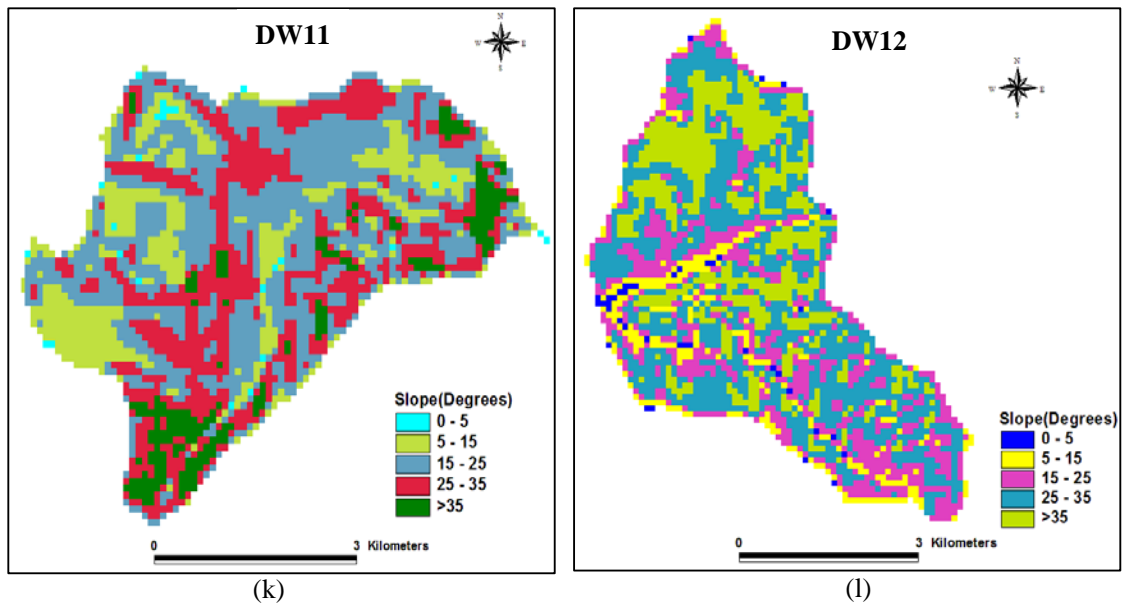 DW11
N
W E
S
Slope(Degrees)
0 - 5
5 - 15
15 - 25
25 - 35
>35
0 3 Kilometers
(k)
DW12
N
W E
S
Slope(Degrees)
0 - 5
5 - 15
15 - 25
25 - 35
>35
0 3 Kilometers
(l)